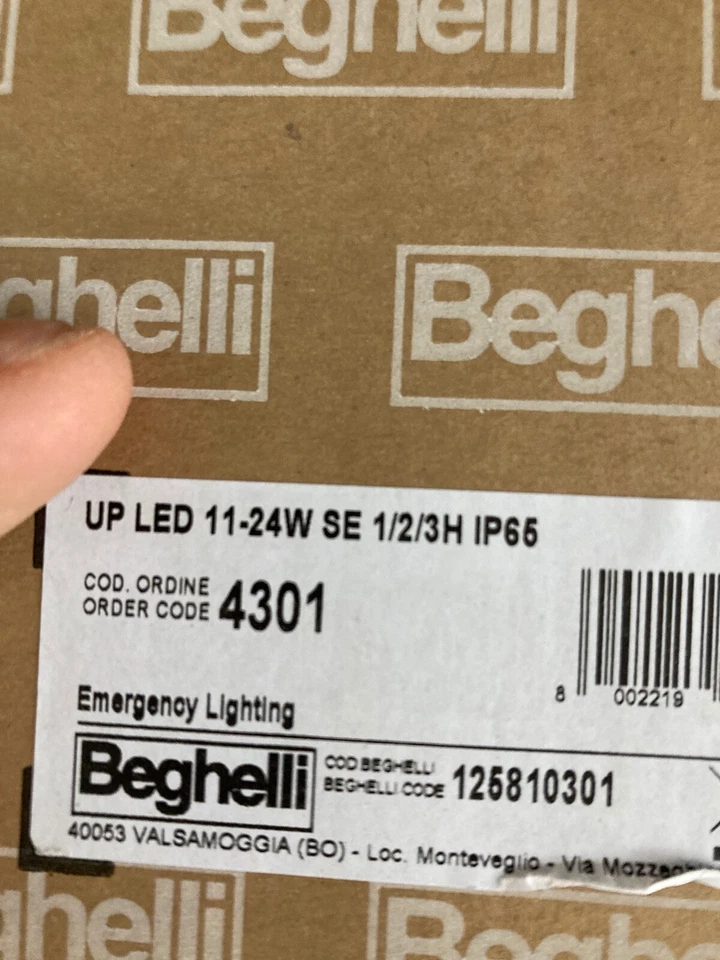 Beghelli
ghelli
Begh
UP LED 11-24W SE 1/2/3H IP65
COD. ORDINE
ORDER CODE 4301
8 002219
Emergency Lighting
Beghelli
COD BEGHELLI
BEGHELLI CODE 125810301
40053 VALSAMOGGIA (BO) - Loc. Monteveglio - Via
ghelli
Beghe